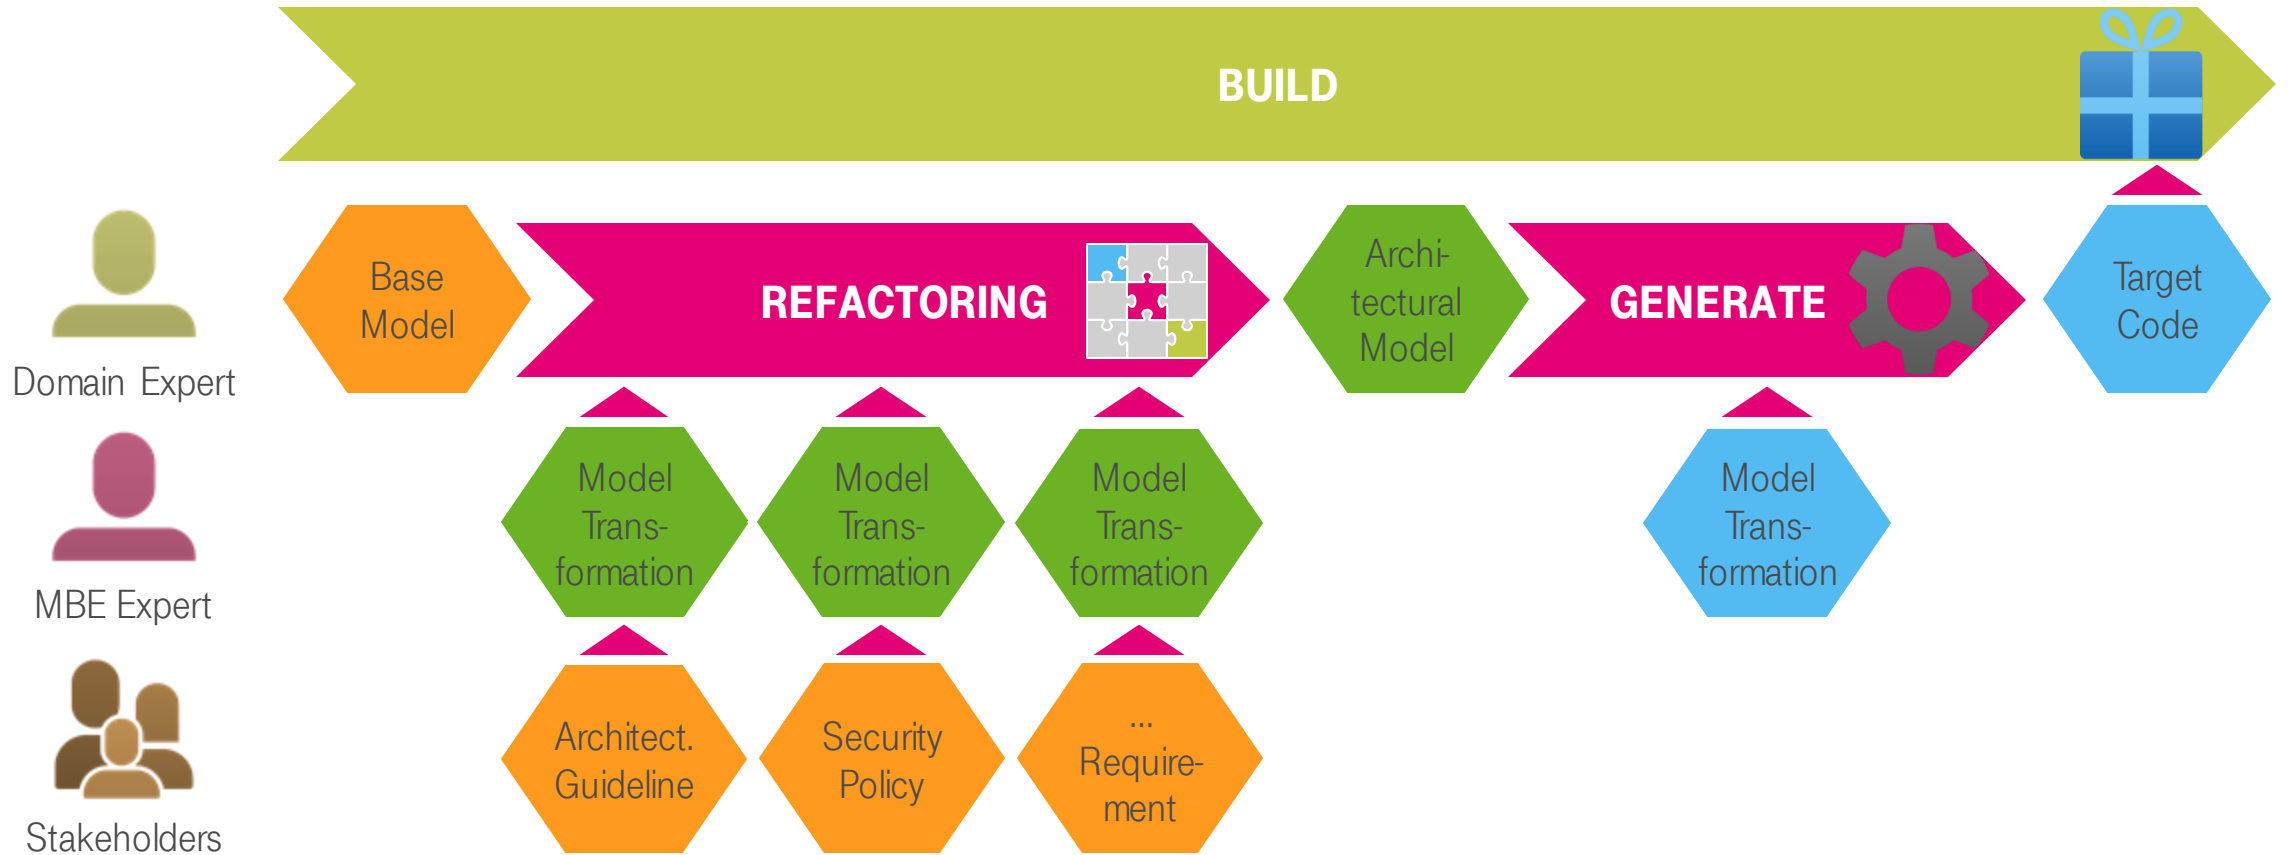 BUILD
Domain Expert
Base
Model
REFACTORING
Archi-
tectural
Model
GENERATE
Target
Code
MBE Expert
Model
Trans-
formation
Model
Trans-
formation
Model
Trans-
formation
Model
Trans-
formation
Stakeholders
Architect.
Guideline
Security
Policy
...
Require-
ment